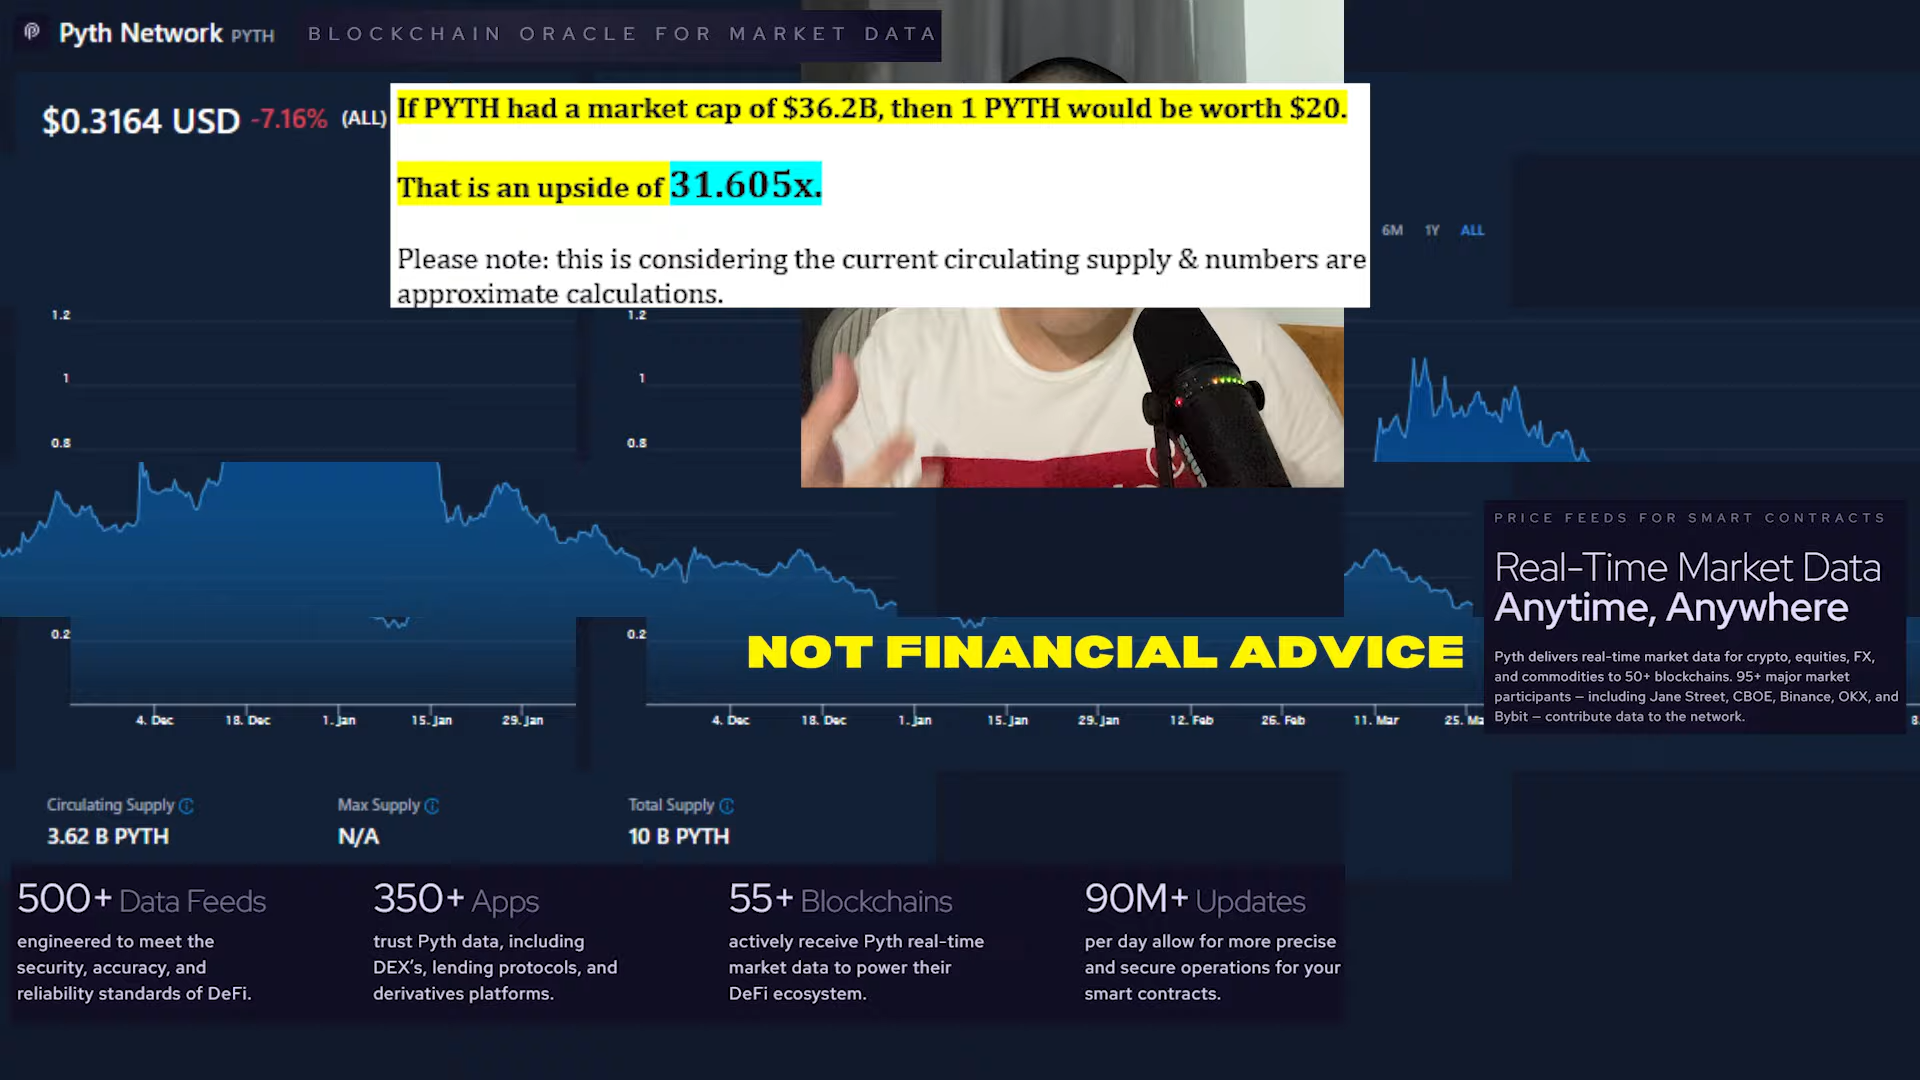 Pyth Network PYTH
BLOCKCHAIN ORACLE FOR MARKET DATA
$0.3164 USD -7.16% (ALL)
If PYTH had a market cap of $36.2B, then 1 PYTH would be worth $20.
That is an upside of 31.605x.
Please note: this is considering the current circulating supply & numbers are
approximate calculations.
6M 1Y ALL
1.2 1.2
1 1
0.8 0.8
PRICE FEEDS FOR SMART CONTRACTS
Real-Time Market Data
Anytime, Anywhere
Pyth delivers real-time market data for crypto, equities, FX,
and commodities to 50+ blockchains. 95+ major market
participants – including Jane Street, CBOE, Binance, OKX, and
Bybit – contribute data to the network.
0.2 0.2
NOT FINANCIAL ADVICE
4. Dec 18. Dec 1. Jan 15. Jan 29. Jan 4. Dec 18. Dec 1. Jan 15. Jan 29. Jan 12. Feb 26. Feb 11. Mar 25. Ma 8.
Circulating Supply Max Supply Total Supply
3.62 B PYTH N/A 10 B PYTH
500+ Data Feeds
engineered to meet the
security, accuracy, and
reliability standards of DeFi.
350+ Apps
trust Pyth data, including
DEX's, lending protocols, and
derivatives platforms.
55+ Blockchains
actively receive Pyth real-time
market data to power their
DeFi ecosystem.
90M+ Updates
per day allow for more precise
and secure operations for your
smart contracts.